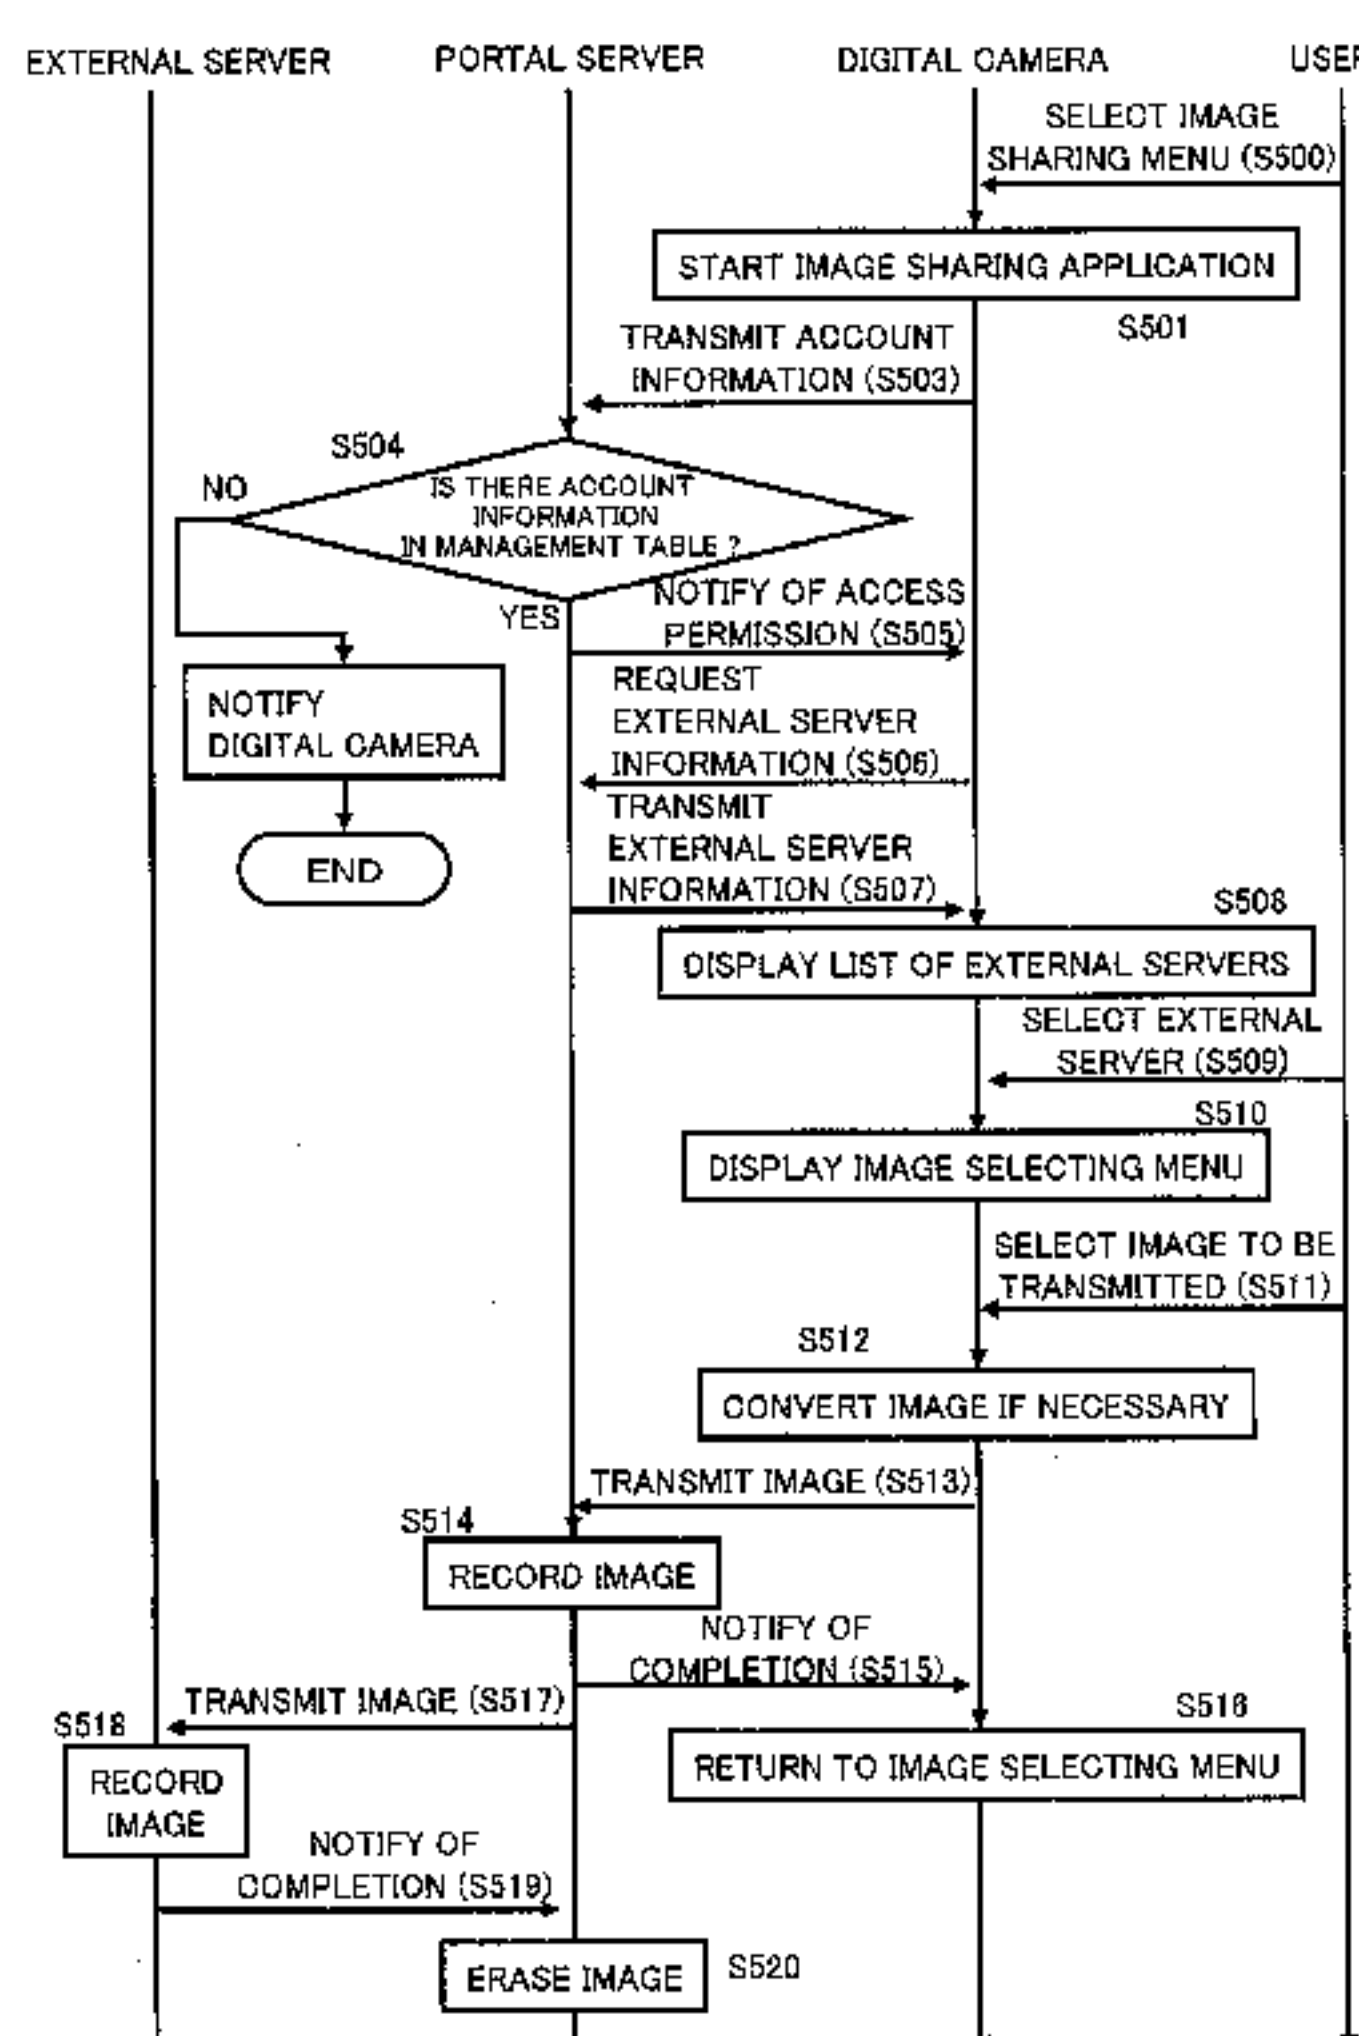 EXTERNAL SERVER
PORTAL SERVER
DIGITAL CAMERA
USER
SELECT IMAGE
SHARING MENU (S500)
START IMAGE SHARING APPLICATION
S501
TRANSMIT ACCOUNT
INFORMATION (S503)
S504
NO
IS THERE ACCOUNT
INFORMATION
IN MANAGEMENT TABLE ?
YES
NOTIFY OF ACCESS
PERMISSION (S505)
NOTIFY
DIGITAL CAMERA
END
REQUEST
EXTERNAL SERVER
INFORMATION (S506)
TRANSMIT
EXTERNAL SERVER
INFORMATION (S507)
S508
DISPLAY LIST OF EXTERNAL SERVERS
SELECT EXTERNAL
SERVER (S509)
S510
DISPLAY IMAGE SELECTING MENU
SELECT IMAGE TO BE
TRANSMITTED (S511)
S512
CONVERT IMAGE IF NECESSARY
TRANSMIT IMAGE (S513)
S514
RECORD IMAGE
NOTIFY OF
COMPLETION (S515)
TRANSMIT IMAGE (S517)
S516
RETURN TO IMAGE SELECTING MENU
S518
RECORD
IMAGE
NOTIFY OF
COMPLETION (S519)
ERASE IMAGE
S520